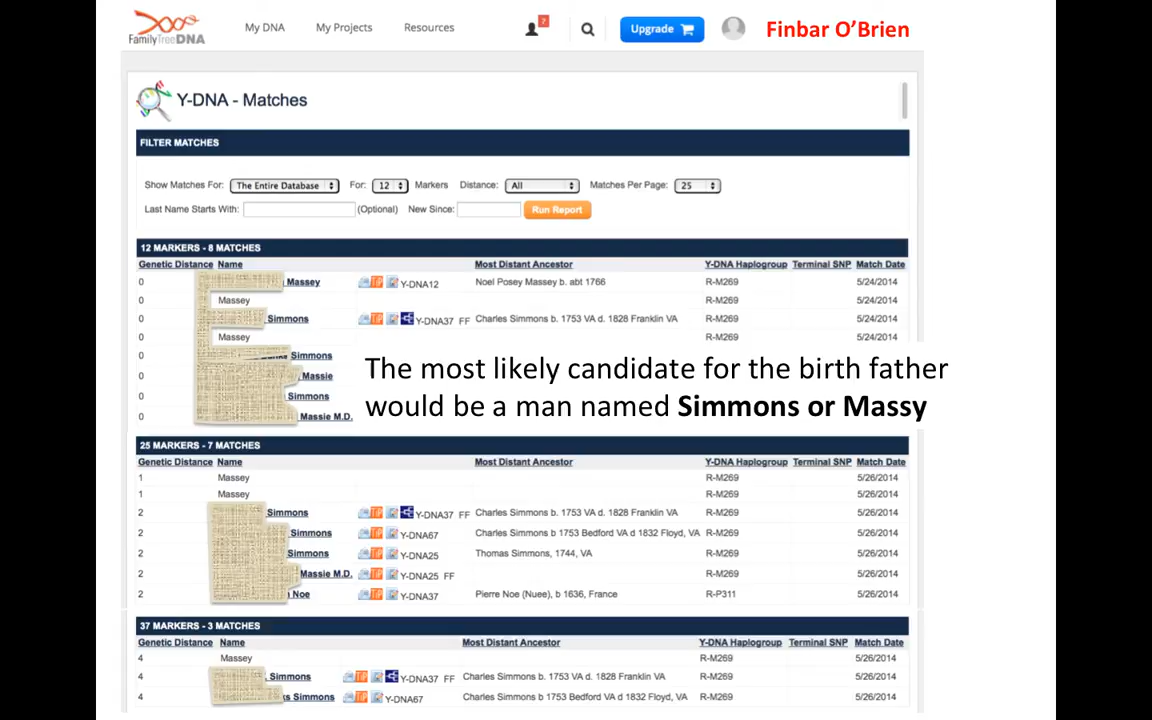 FamilyTreeDNA My DNA My Projects Resources 7 Upgrade Finbar O’Brien
Y-DNA - Matches
FILTER MATCHES
Show Matches For: The Entire Database For: 12 Markers Distance: All Matches Per Page: 25
Last Name Starts With: (Optional) New Since: Run Report
12 MARKERS - 8 MATCHES
Genetic Distance Name Most Distant Ancestor Y-DNA Haplogroup Terminal SNP Match Date
0 Massey Y-DNA12 Noel Posey Massey b. abt 1766 R-M269 5/24/2014
0 Massey R-M269 5/24/2014
0 Simmons Y-DNA37 FF Charles Simmons b. 1753 VA d. 1828 Franklin VA R-M269 5/24/2014
0 Massey R-M269 5/24/2014
0 Simmons
The most likely candidate for the birth father
0 Massie
0 Simmons
would be a man named Simmons or Massy
0 Massie M.D.
25 MARKERS - 7 MATCHES
Genetic Distance Name Most Distant Ancestor Y-DNA Haplogroup Terminal SNP Match Date
1 Massey R-M269 5/26/2014
1 Massey R-M269 5/26/2014
2 Simmons Y-DNA37 FF Charles Simmons b. 1753 VA d. 1828 Franklin VA R-M269 5/26/2014
2 Simmons Y-DNA67 Charles Simmons b 1753 Bedford VA d 1832 Floyd, VA R-M269 5/26/2014
2 Simmons Y-DNA25 Thomas Simmons, 1744, VA R-M269 5/26/2014
2 Massie M.D. Y-DNA25 FF R-M269 5/26/2014
2 Noe Y-DNA37 Pierre Noe (Nuee), b 1636, France R-P311 5/26/2014
37 MARKERS - 3 MATCHES
Genetic Distance Name Most Distant Ancestor Y-DNA Haplogroup Terminal SNP Match Date
4 Massey R-M269 5/26/2014
4 Simmons Y-DNA37 FF Charles Simmons b. 1753 VA d. 1828 Franklin VA R-M269 5/26/2014
4 Simmons Y-DNA67 Charles Simmons b 1753 Bedford VA d 1832 Floyd, VA R-M269 5/26/2014